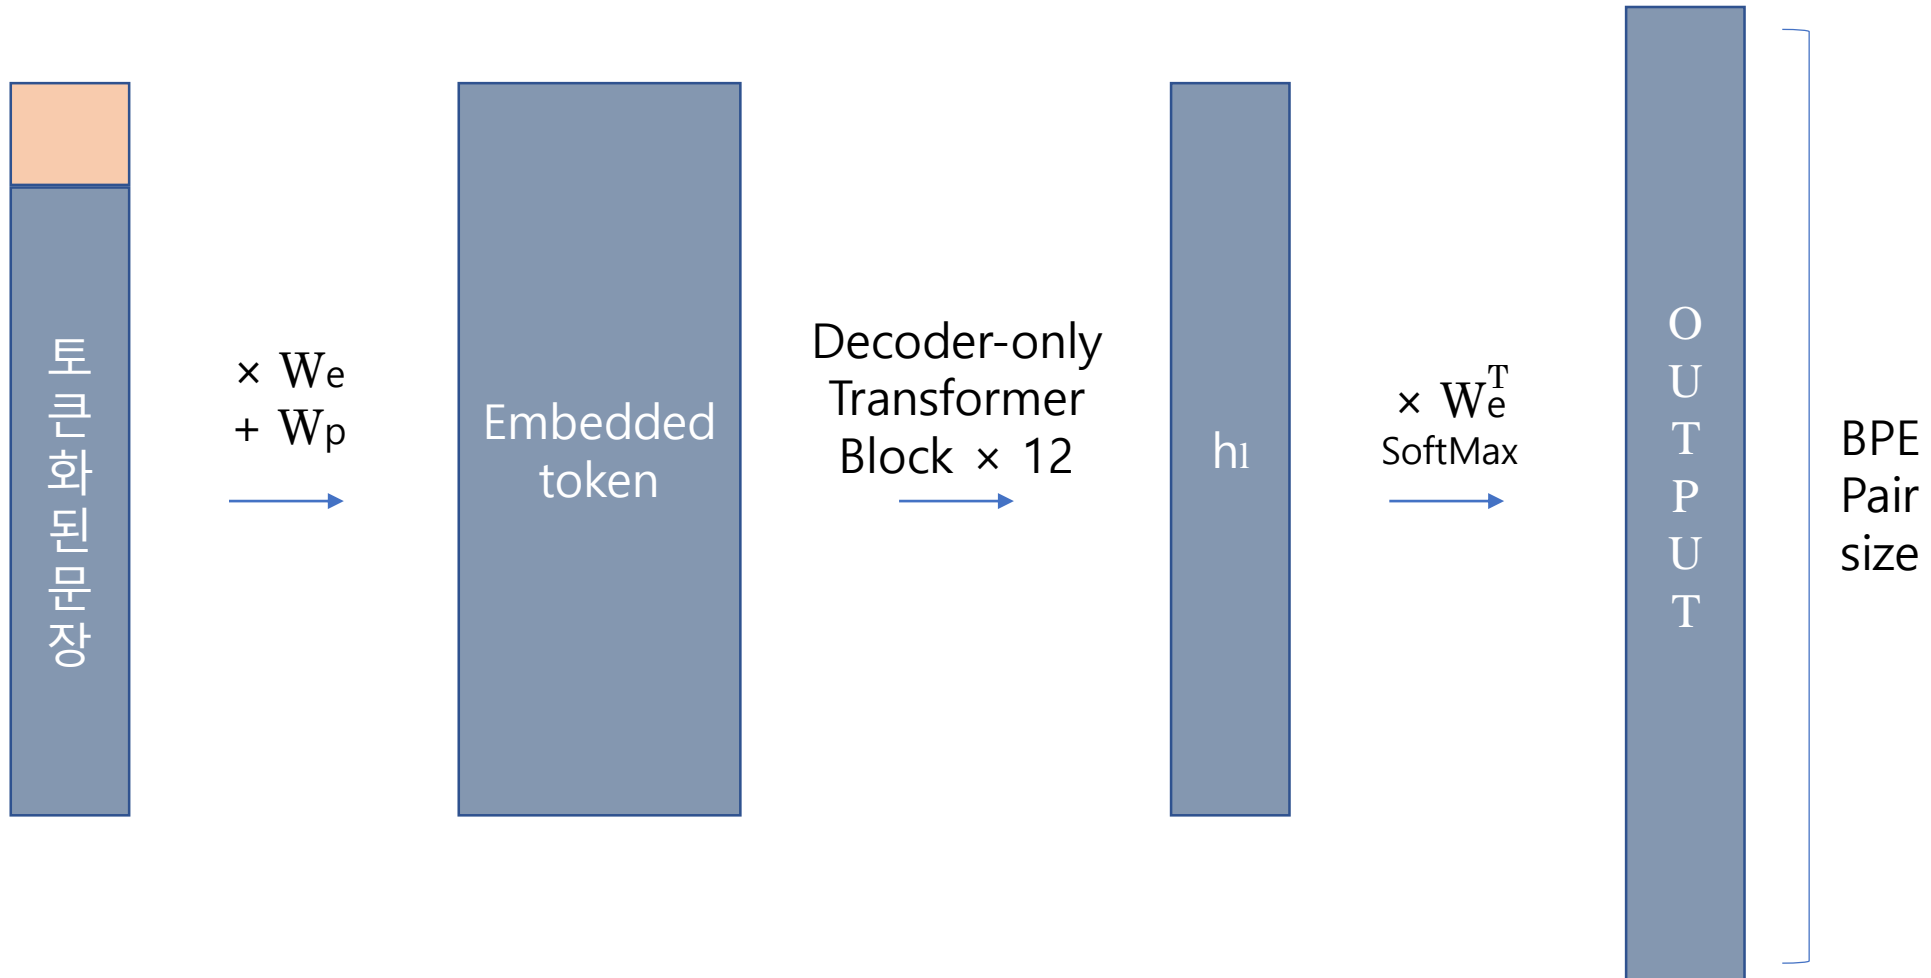 토큰화된문장
× We
+ Wp
Embedded
token
Decoder-only
Transformer
Block × 12
h1
× WeT
SoftMax
OUTPUT
BPE
Pair
size